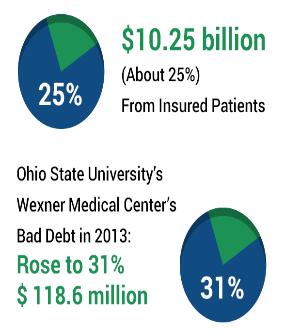 25%
$10.25 billion
(About 25%)
From Insured Patients
Ohio State University's
Wexner Medical Center's
Bad Debt in 2013:
Rose to 31%
$ 118.6 million
31%